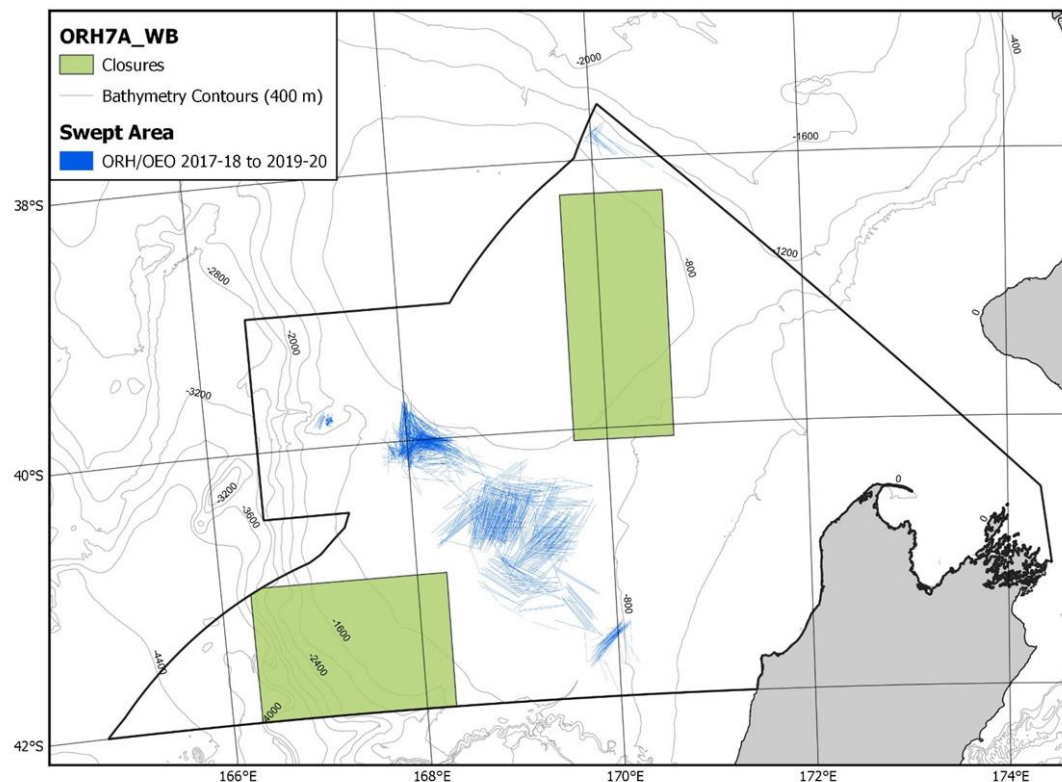 ORH7A_WB
Closures
Bathymetry Contours (400 m)
Swept Area
ORH/OEO 2017-18 to 2019-20
-400
-2000
-1600
38°S
-1200
-800
-2800
-2000
0
-3200
40°S
-3200
-3600
0
0
-800
-1600
-2400
-4400
-4000
42°S
166°E
168°E
170°E
172°E
174°E